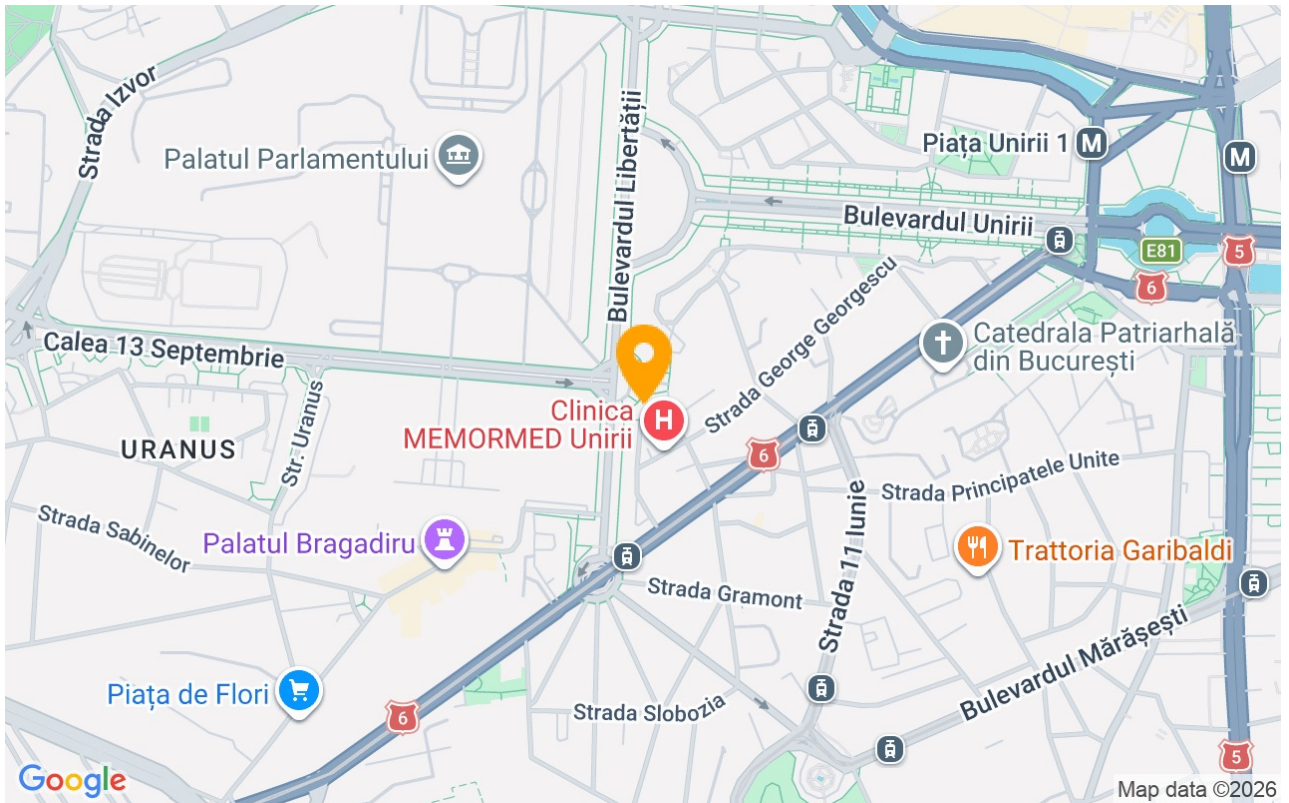 Strada Izvor
Palatul Parlamentului
Bulevardul Libertății
Piața Unirii 1
M
M
Bulevardul Unirii
E81
5
6
Calea 13 Septembrie
Strada George Georgescu
Catedrala Patriarhală
din București
Clinica
MEMORMED Unirii
H
URANUS
Str. Uranus
6
Strada Principatele Unite
Strada Sabinelor
Palatul Bragadiru
Strada 11 Iunie
Trattoria Garibaldi
Strada Gramont
Bulevardul Mărășești
Piața de Flori
6
Strada Slobozia
5
Google
Map data ©2026